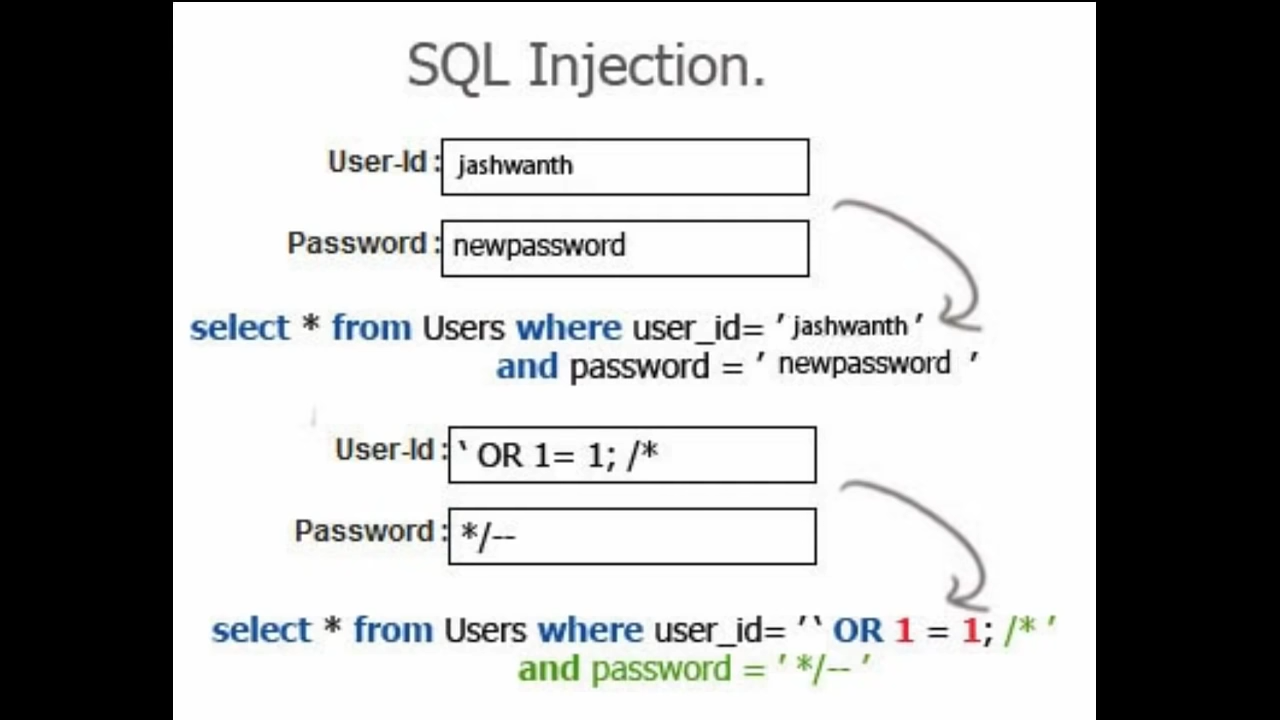 SQL Injection.
User-Id : jashwanth
Password : newpassword
select * from Users where user_id= ' jashwanth '
and password = ' newpassword '
User-Id : ` OR 1= 1; /*
Password : */--
select * from Users where user_id= '` OR 1 = 1; /* '
and password = ' */-- '